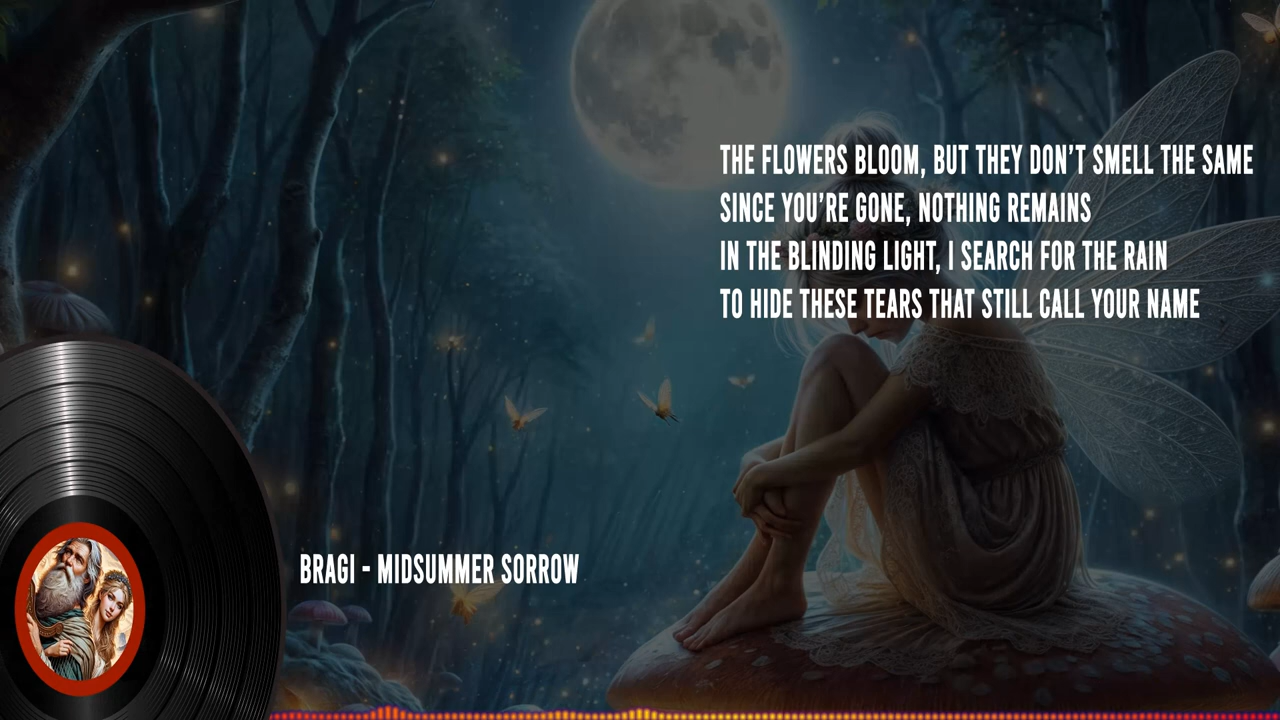 THE FLOWERS BLOOM, BUT THEY DON'T SMELL THE SAME
SINCE YOU'RE GONE, NOTHING REMAINS
IN THE BLINDING LIGHT, I SEARCH FOR THE RAIN
TO HIDE THESE TEARS THAT STILL CALL YOUR NAME
BRAGI - MIDSUMMER SORROW